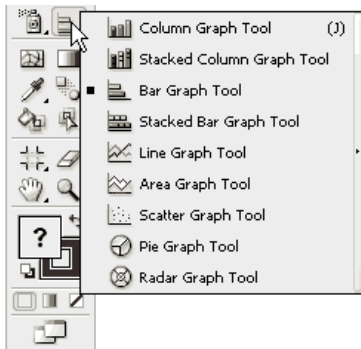 Column Graph Tool (J)
Stacked Column Graph Tool
Bar Graph Tool
Stacked Bar Graph Tool
Line Graph Tool
Area Graph Tool
Scatter Graph Tool
Pie Graph Tool
Radar Graph Tool
?